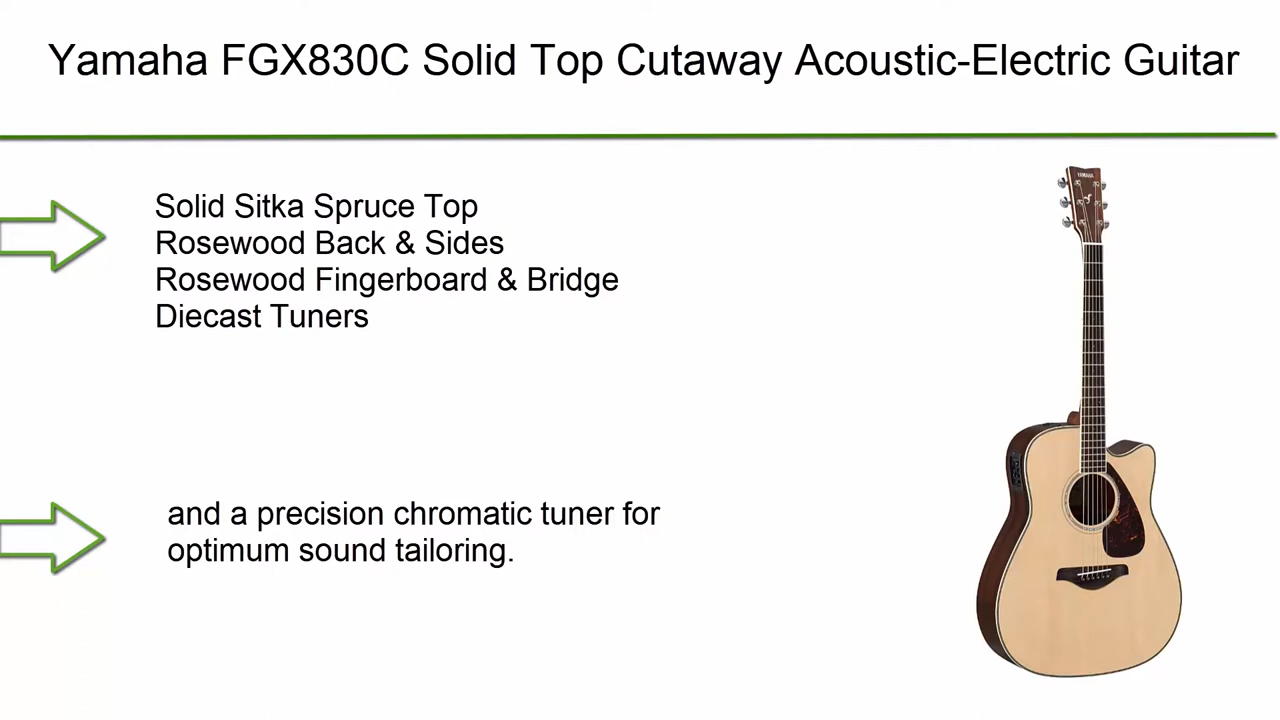 Yamaha FGX830C Solid Top Cutaway Acoustic-Electric Guitar
Solid Sitka Spruce Top
Rosewood Back & Sides
Rosewood Fingerboard & Bridge
Diecast Tuners
and a precision chromatic tuner for
optimum sound tailoring.
YAMAHA